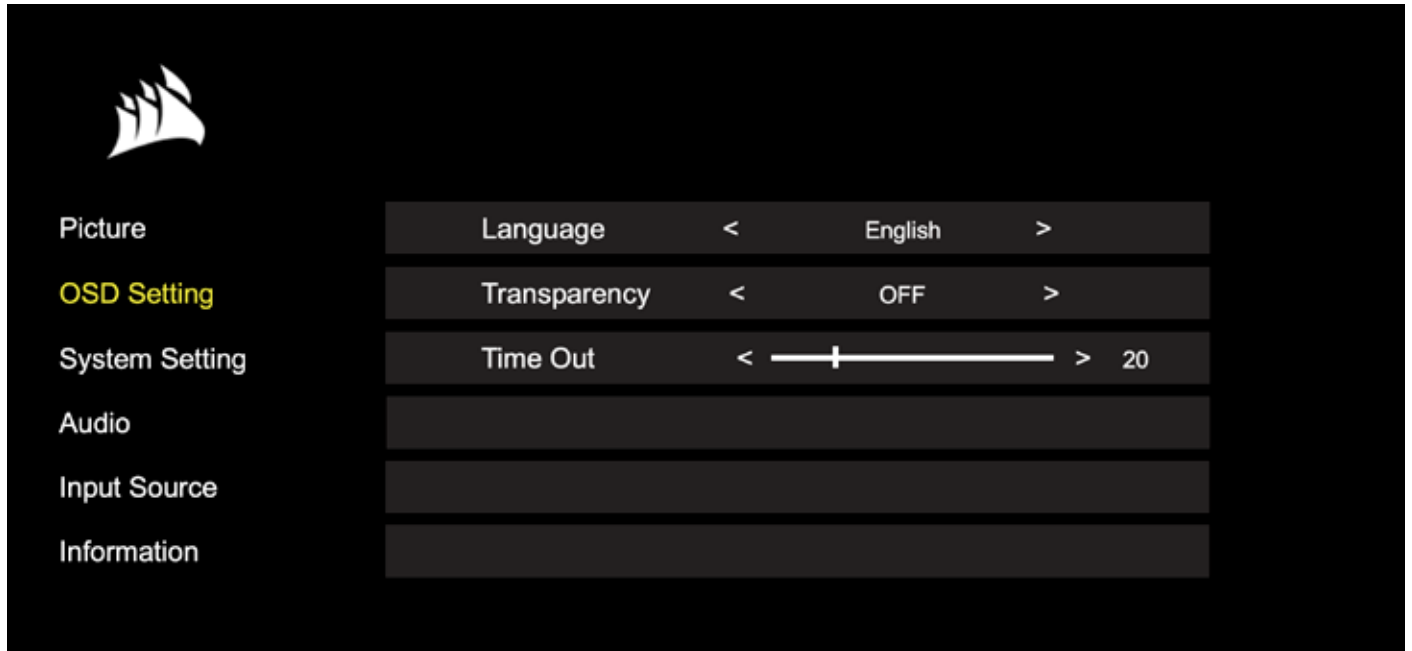 Picture Language < English >
OSD Setting Transparency < OFF >
System Setting Time Out < > 20
Audio
Input Source
Information